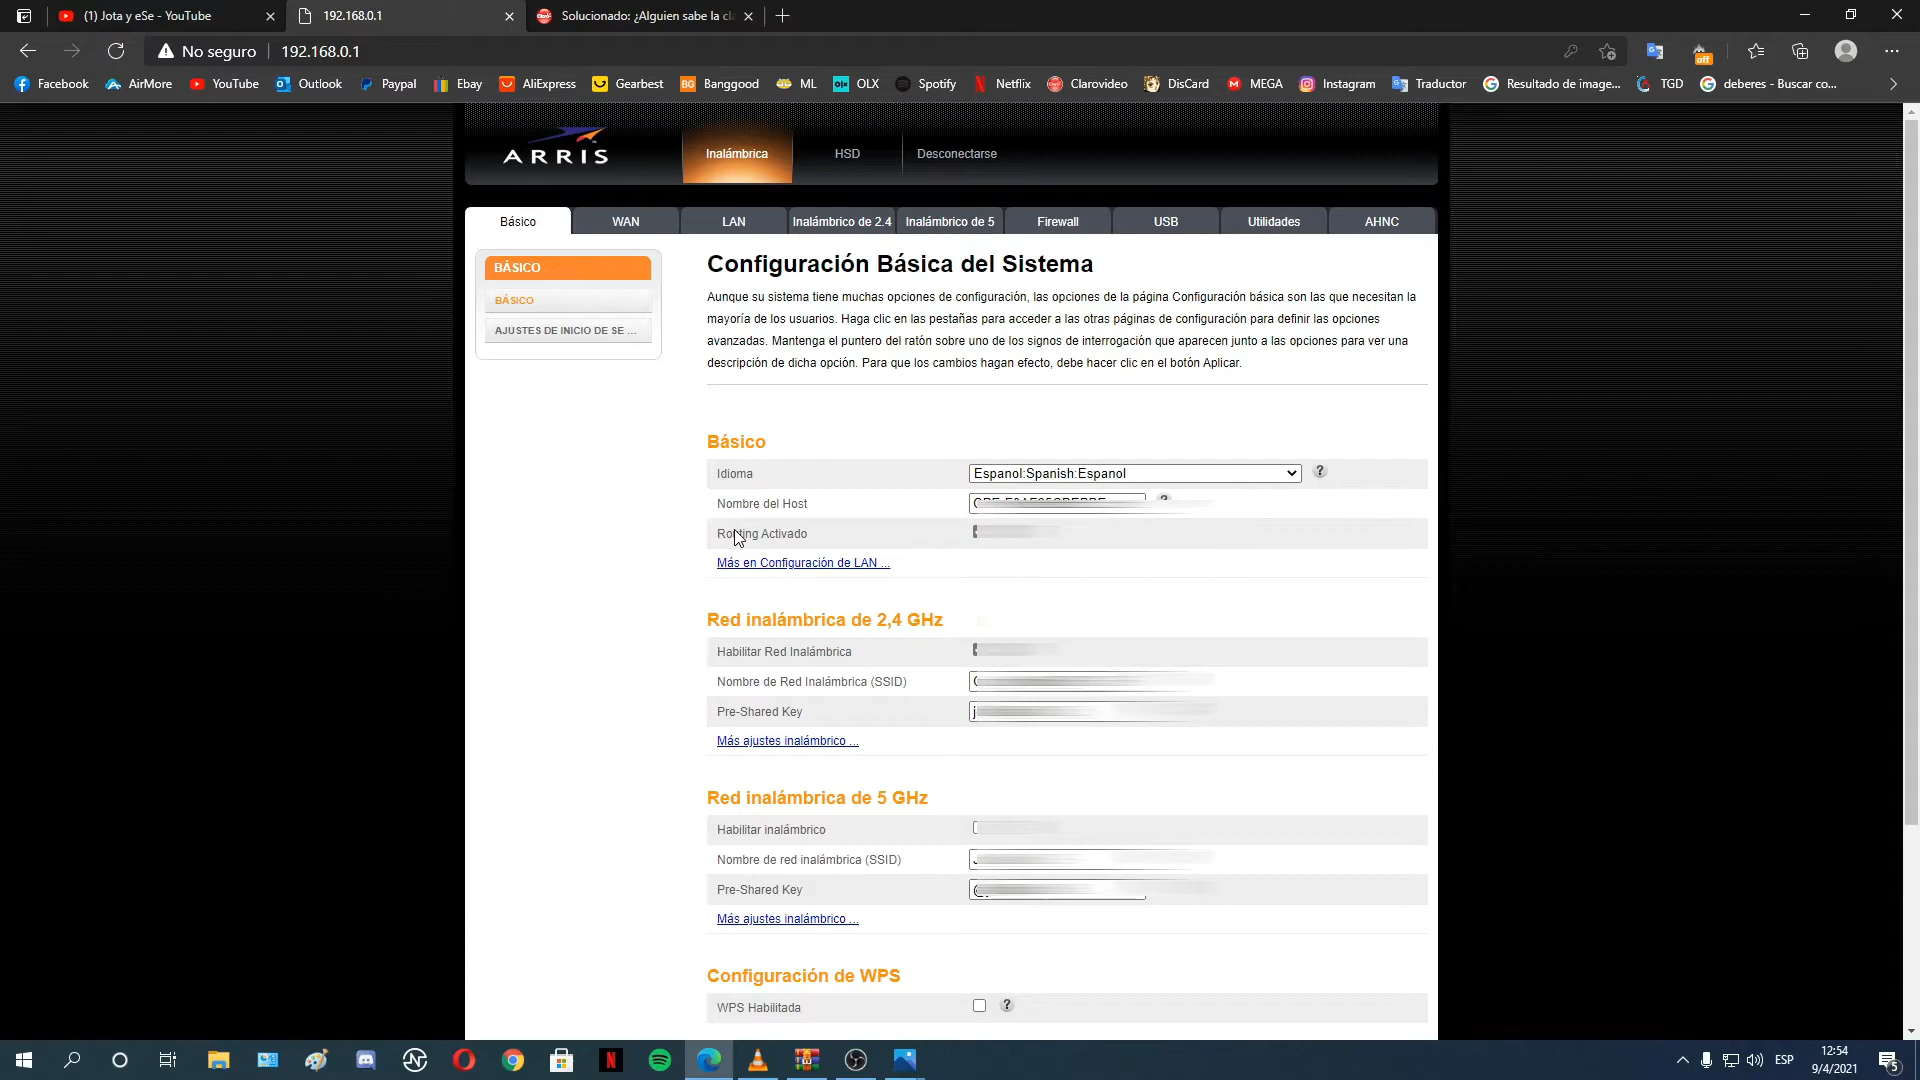 (1) Jota y eSe - YouTube
192.168.0.1
Solucionado: ¿Alguien sabe la cl
No seguro
192.168.0.1
Facebook
AirMore
YouTube
Outlook
Paypal
Ebay
AliExpress
Gearbest
Banggood
ML
OLX
Spotify
Netflix
Clarovideo
DisCard
MEGA
Instagram
Traductor
Resultado de image...
TGD
deberes - Buscar co...
off
ARRIS
Inalámbrica
HSD
Desconectarse
Básico
WAN
LAN
Inalámbrico de 2.4
Inalámbrico de 5
Firewall
USB
Utilidades
AHNC
BÁSICO
BÁSICO
AJUSTES DE INICIO DE SE ...
Configuración Básica del Sistema
Aunque su sistema tiene muchas opciones de configuración, las opciones de la página Configuración básica son las que necesitan la
mayoría de los usuarios. Haga clic en las pestañas para acceder a las otras páginas de configuración para definir las opciones
avanzadas. Mantenga el puntero del ratón sobre uno de los signos de interrogación que aparecen junto a las opciones para ver una
descripción de dicha opción. Para que los cambios hagan efecto, debe hacer clic en el botón Aplicar.
Básico
Idioma
Espanol:Spanish:Espanol
?
Nombre del Host
Routing Activado
Más en Configuración de LAN ...
Red inalámbrica de 2,4 GHz
Habilitar Red Inalámbrica
Nombre de Red Inalámbrica (SSID)
Pre-Shared Key
j
Más ajustes inalámbrico ...
Red inalámbrica de 5 GHz
Habilitar inalámbrico
Nombre de red inalámbrica (SSID)
Pre-Shared Key
Más ajustes inalámbrico ...
Configuración de WPS
WPS Habilitada
?
ESP
12:54
9/4/2021
5